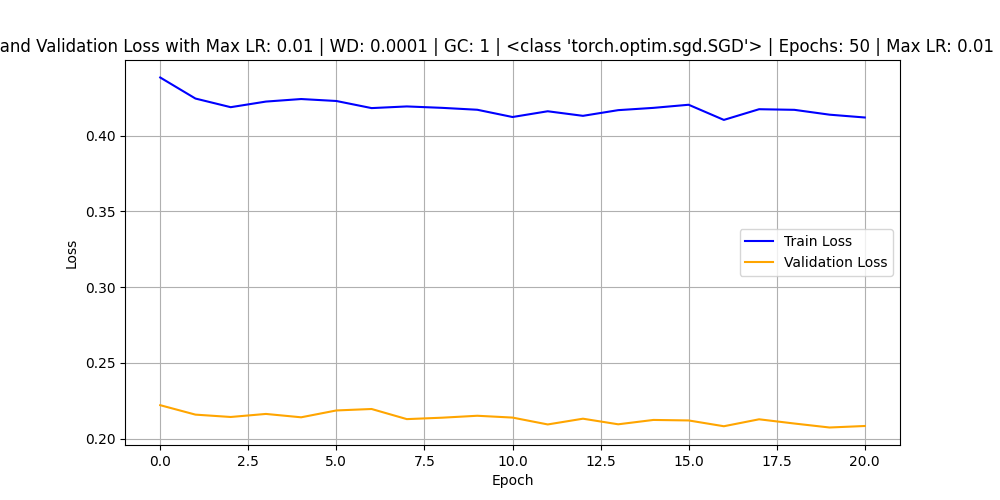 and Validation Loss with Max LR: 0.01 | WD: 0.0001 | GC: 1 | <class 'torch.optim.sgd.SGD'> | Epochs: 50 | Max LR: 0.01
0.40
0.35
0.30
0.25
0.20
Loss
Train Loss
Validation Loss
0.0 2.5 5.0 7.5 10.0 12.5 15.0 17.5 20.0
Epoch